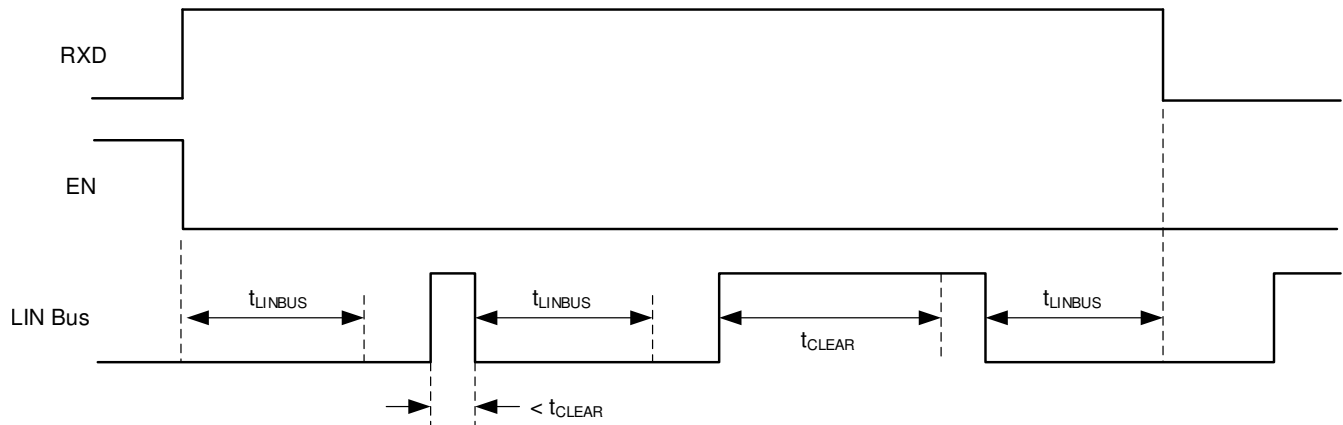 RXD
EN
LIN Bus
tLINBUS
tLINBUS
tCLEAR
tLINBUS
< tCLEAR